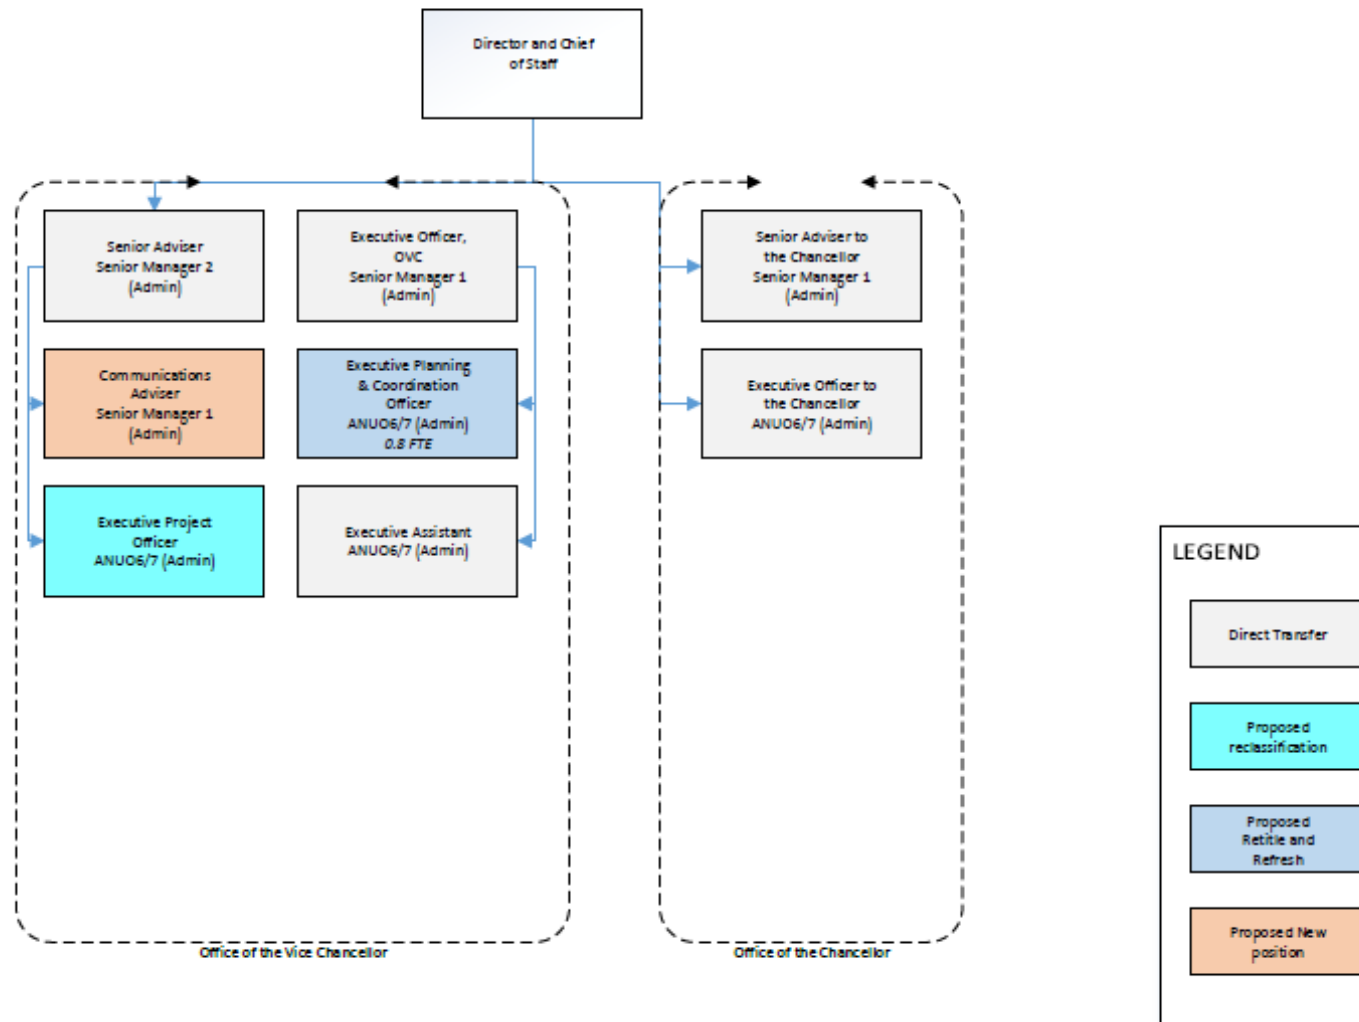 Director and Chief
of Staff
Senior Adviser
Senior Manager 2
(Admin)
Executive Officer,
OVC
Senior Manager 1
(Admin)
Senior Adviser to
the Chancellor
Senior Manager 1
(Admin)
Communications
Adviser
Senior Manager 1
(Admin)
Executive Planning
& Coordination
Officer
ANUO6/7 (Admin)
0.8 FTE
Executive Officer to
the Chancellor
ANUO6/7 (Admin)
Executive Project
Officer
ANUO6/7 (Admin)
Executive Assistant
ANUO6/7 (Admin)
Office of the Vice Chancellor
Office of the Chancellor
LEGEND
Direct Transfer
Proposed
reclassification
Proposed
Retitle and
Refresh
Proposed New
position